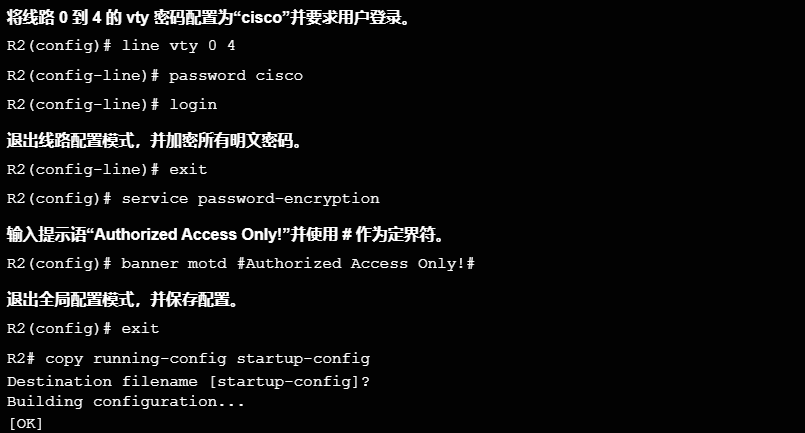 将线路 0 到 4 的 vty 密码配置为“cisco”并要求用户登录。
R2(config)# line vty 0 4
R2(config-line)# password cisco
R2(config-line)# login
退出线路配置模式，并加密所有明文密码。
R2(config-line)# exit
R2(config)# service password-encryption
输入提示语“Authorized Access Only!”并使用 # 作为定界符。
R2(config)# banner motd #Authorized Access Only!#
退出全局配置模式，并保存配置。
R2(config)# exit
R2# copy running-config startup-config
Destination filename [startup-config]?
Building configuration...
[OK]